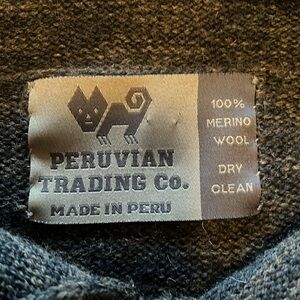 PERUVIAN
TRADING CO.
MADE IN PERU
100%
MERINO
WOOL
DRY
CLEAN